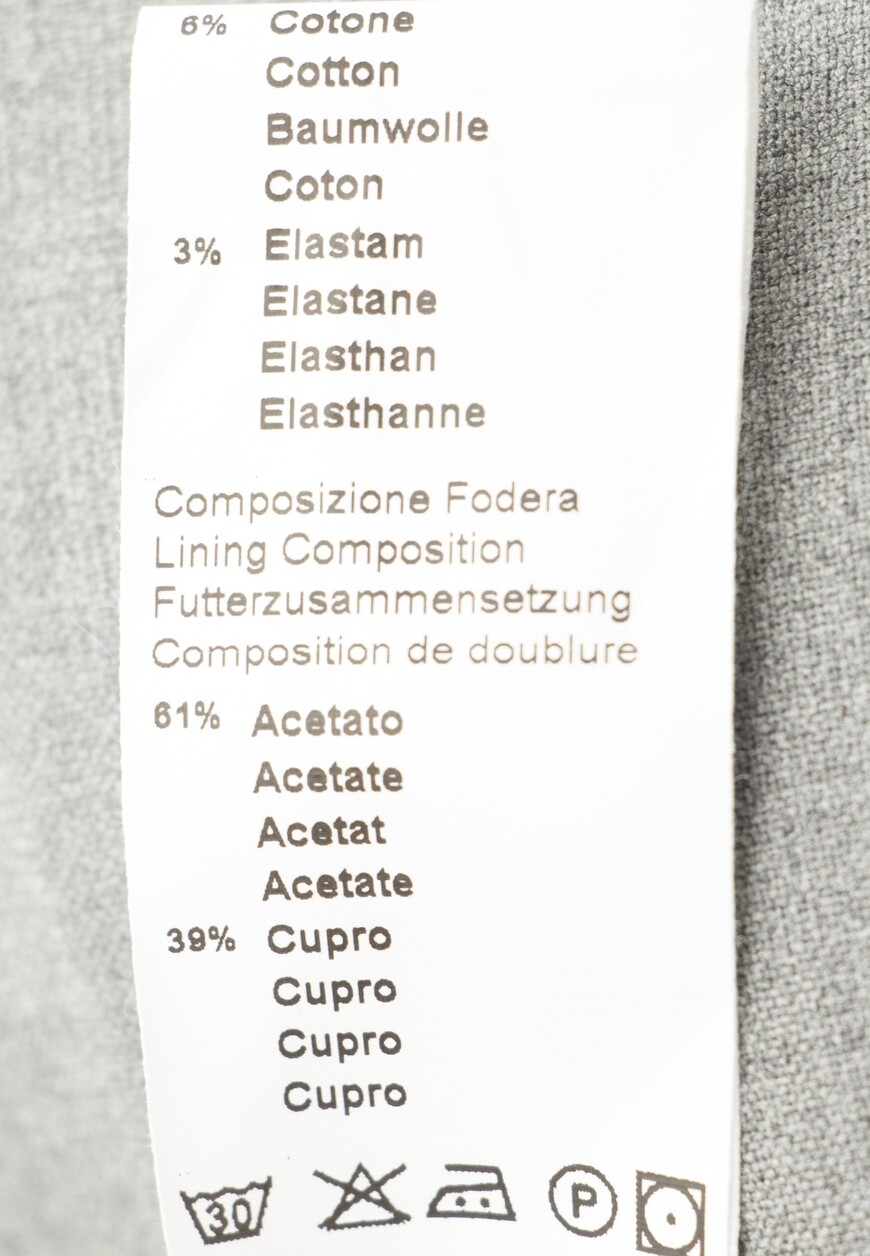 6% Cotone
Cotton
Baumwolle
Coton
3% Elastam
Elastane
Elasthan
Elasthanne
Composizione Fodera
Lining Composition
Futterzusammensetzung
Composition de doublure
61% Acetato
Acetate
Acetat
Acetate
39% Cupro
Cupro
Cupro
Cupro
30 P